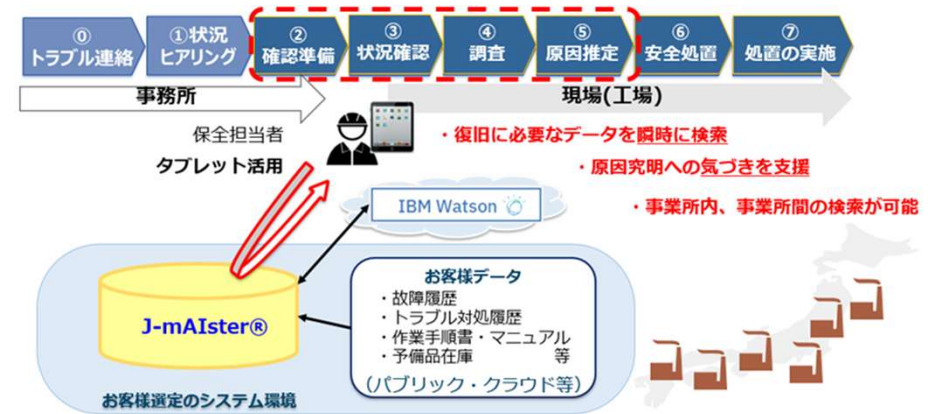 ⓪
トラブル連絡
①状況
ヒアリング
②
確認準備
③
状況確認
④
調査
⑤
原因推定
⑥
安全処置
⑦
処置の実施
事務所
現場(工場)
保全担当者
タブレット活用
・復旧に必要なデータを瞬時に検索
・原因究明への気づきを支援
・事業所内、事業所間の検索が可能
IBM Watson
J-mAIster®
お客様データ
・故障履歴
・トラブル対処履歴
・作業手順書・マニュアル
・予備品在庫 等
(パブリック・クラウド等)
お客様選定のシステム環境